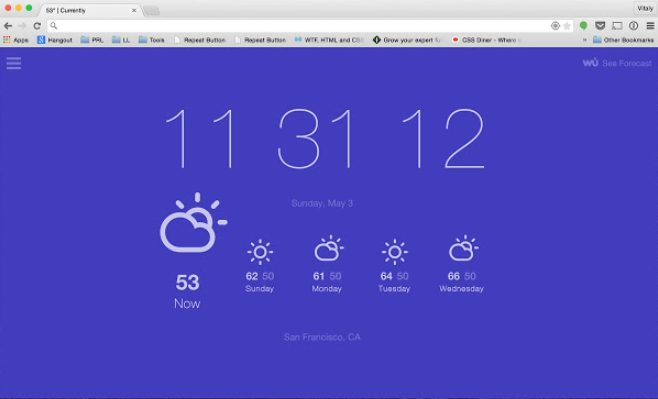 53° | Currently
Vitaly
Apps Hangout PRL LL Tools Repeat Button Repeat Button WTF, HTML and CSS Grow your expert CSS Diner - Where » Other Bookmarks
WU See Forecast
11 31 12
Sunday, May 3
53
Now
62 50
Sunday
61 50
Monday
64 50
Tuesday
66 50
Wednesday
San Francisco, CA